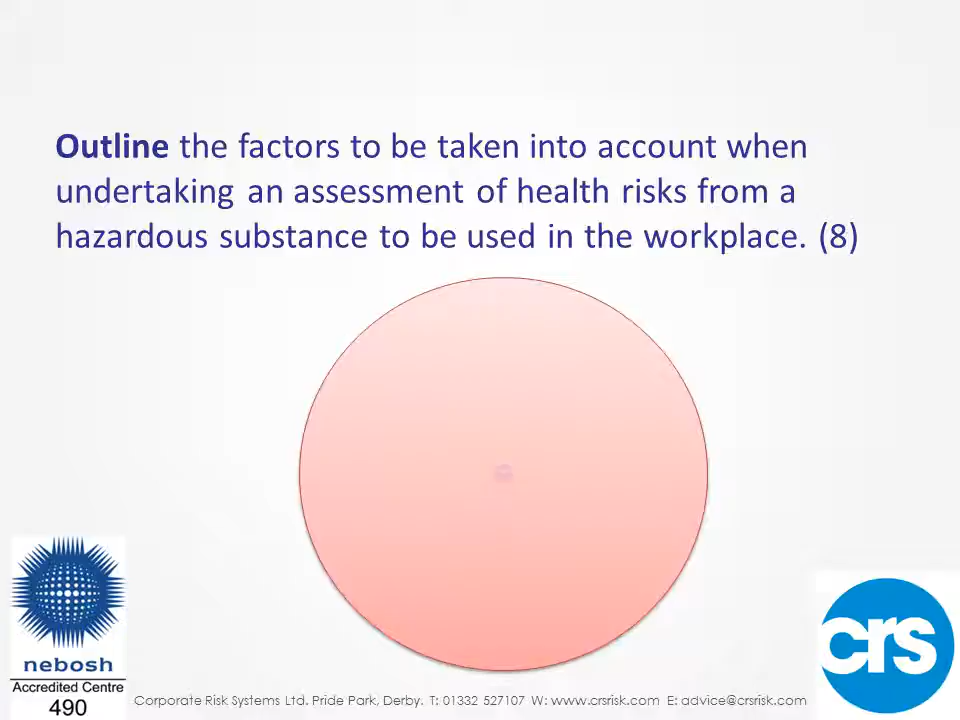 Outline the factors to be taken into account when
undertaking an assessment of health risks from a
hazardous substance to be used in the workplace. (8)
nebosh
Accredited Centre
490
Corporate Risk Systems Ltd. Pride Park, Derby. T: 01332 527107 W: www.crsrisk.com E: advice@crsrisk.com
crs